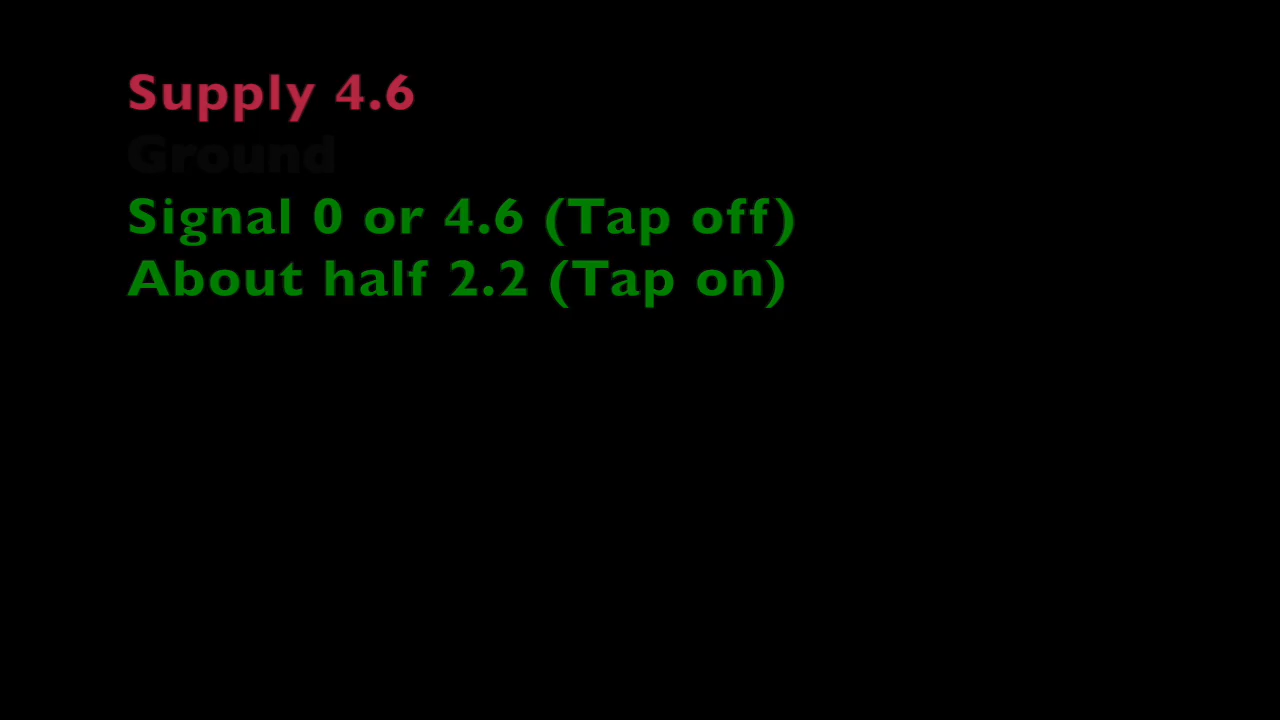 Supply 4.6
Ground
Signal 0 or 4.6 (Tap off)
About half 2.2 (Tap on)